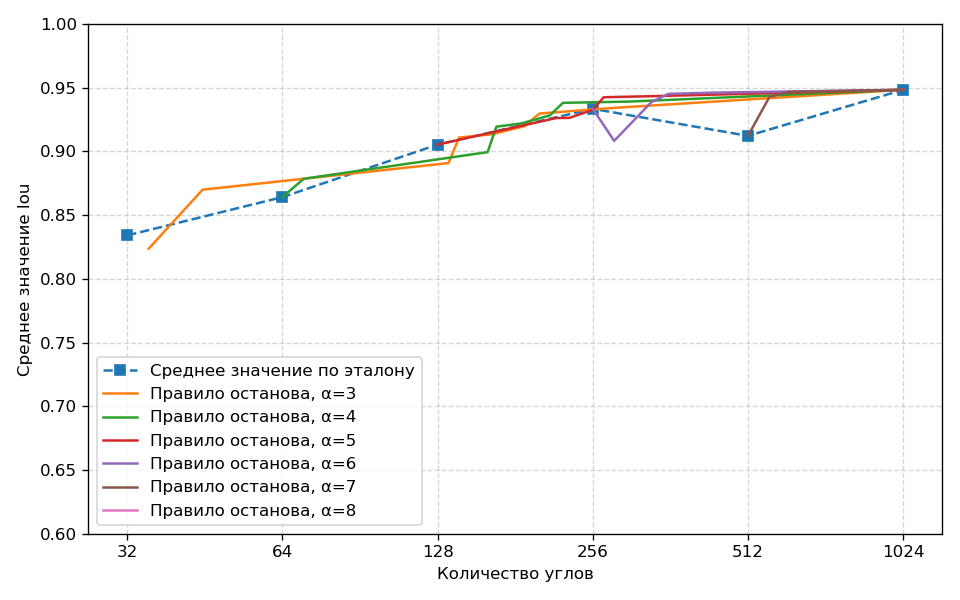 1.00
0.95
0.90
0.85
0.80
0.75
0.70
0.65
0.60
Среднее значение Iou
Среднее значение по эталону
Правило останова, α=3
Правило останова, α=4
Правило останова, α=5
Правило останова, α=6
Правило останова, α=7
Правило останова, α=8
32 64 128 256 512 1024
Количество углов